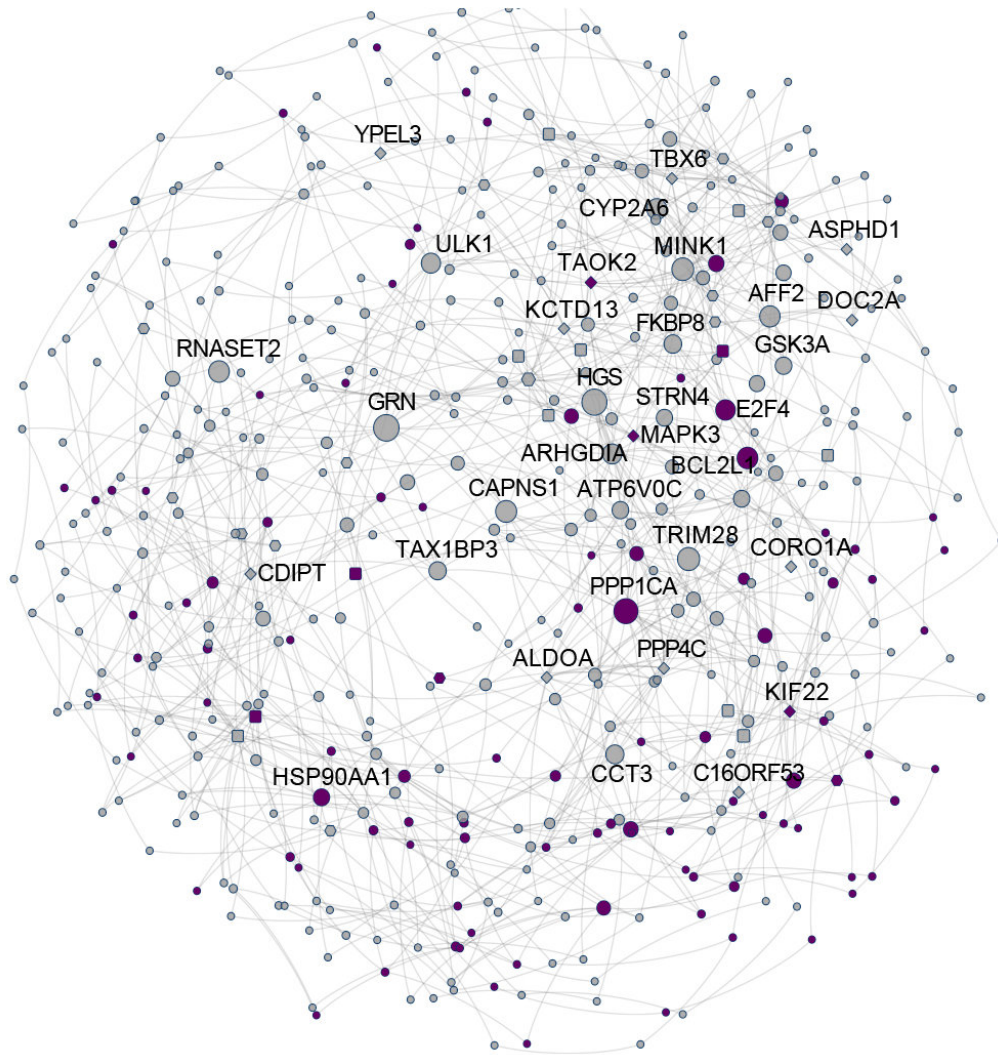 YPEL3
TBX6
CYP2A6
ASPHD1
ULK1
MINK1
TAOK2
AFF2
DOC2A
KCTD13
FKBP8
RNASET2
GSK3A
HGS
GRN
STRN4
E2F4
MAPK3
ARHGDIA
BCL2L1
CAPNS1
ATP6V0C
TRIM28
TAX1BP3
CORO1A
CDIPT
PPP1CA
ALDOA
PPP4C
KIF22
HSP90AA1
CCT3
C16ORF53